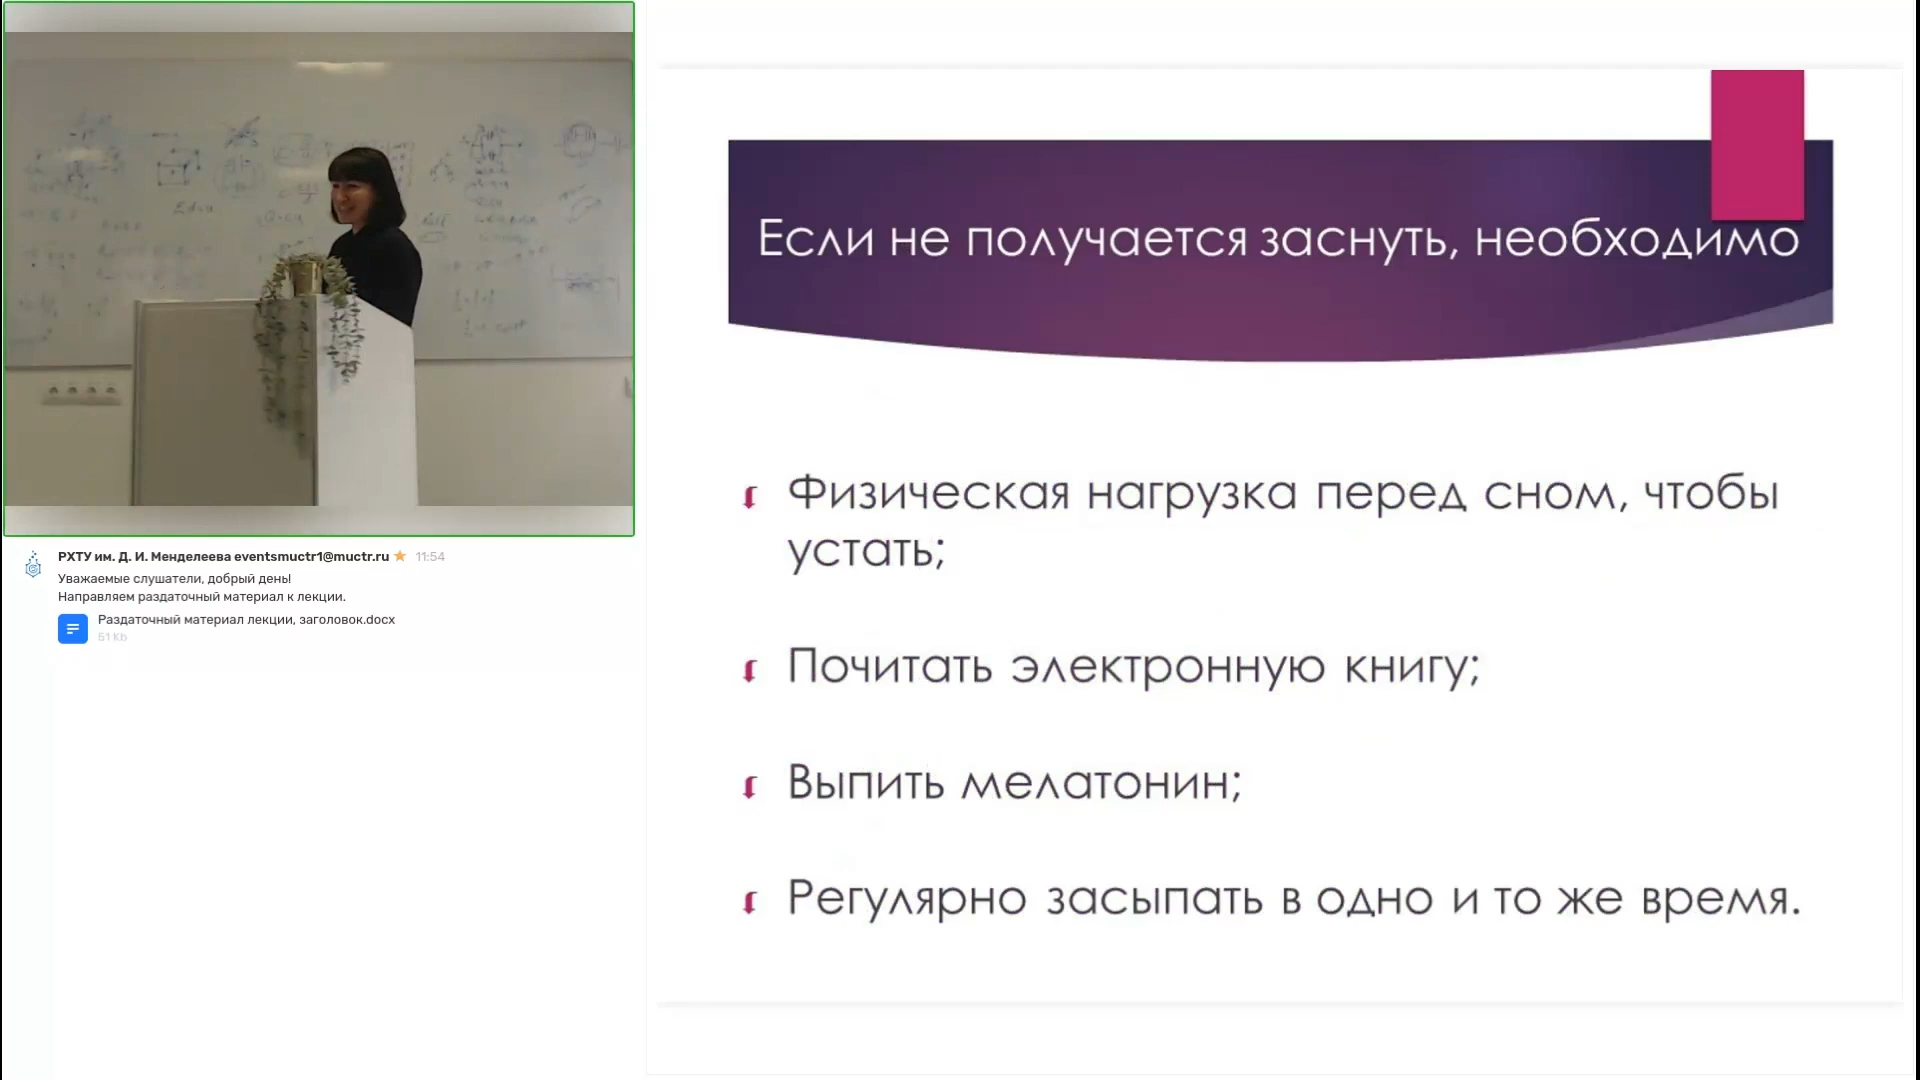 РХТУ им. Д. И. Менделеева eventsmuctr1@muctr.ru 11:54
Уважаемые слушатели, добрый день!
Направляем раздаточный материал к лекции.
Раздаточный материал лекции, заголовок.docx
51 Kb
Если не получается заснуть, необходимо
Физическая нагрузка перед сном, чтобы
устать;
Почитать электронную книгу;
Выпить мелатонин;
Регулярно засыпать в одно и то же время.